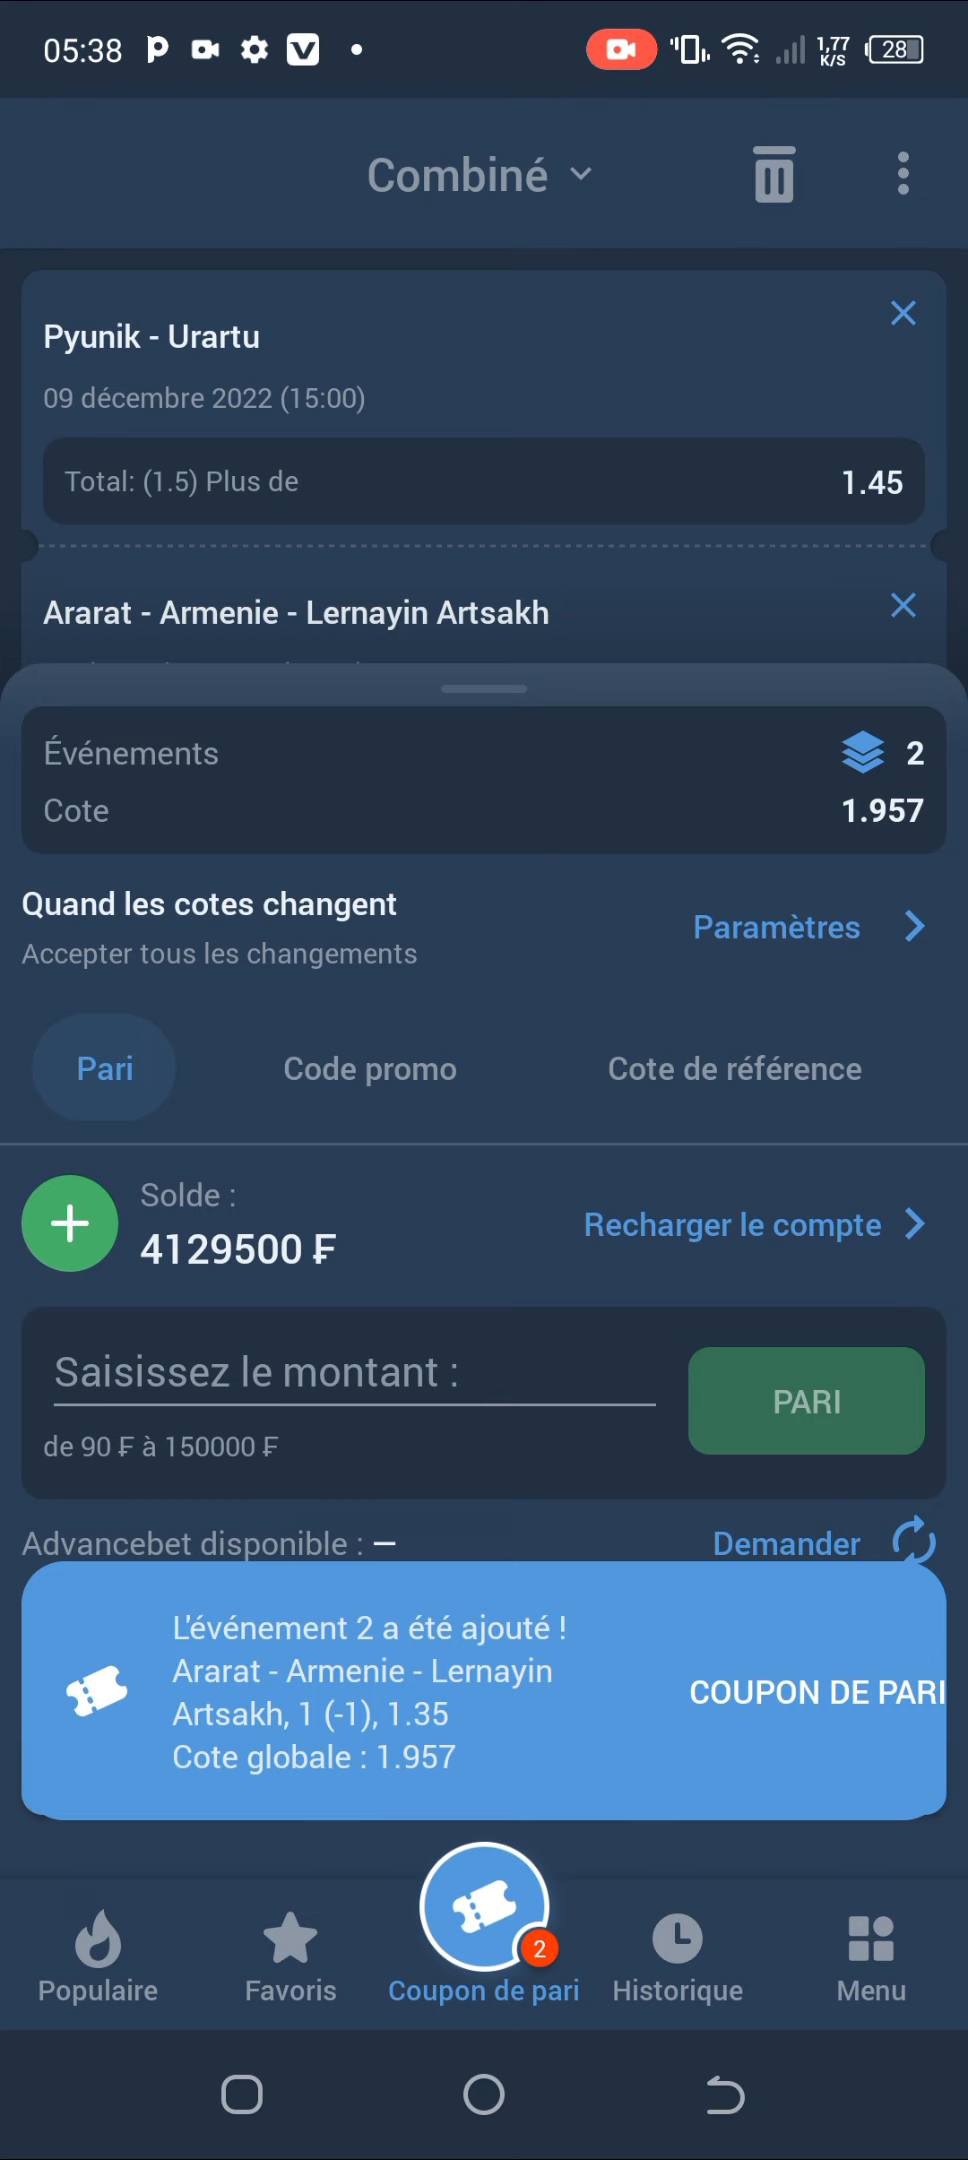 05:38
1,77
K/S
28
Combiné
Pyunik - Urartu
09 décembre 2022 (15:00)
Total: (1.5) Plus de 1.45
Ararat - Armenie - Lernayin Artsakh
Événements 2
Cote 1.957
Quand les cotes changent
Accepter tous les changements
Paramètres
Pari Code promo Cote de référence
Solde :
4129500 ₣
Recharger le compte
Saisissez le montant :
PARI
de 90 ₣ à 150000 ₣
Advancebet disponible : — Demander
L'événement 2 a été ajouté !
Ararat - Armenie - Lernayin
Artsakh, 1 (-1), 1.35
Cote globale : 1.957
COUPON DE PARI
2
Populaire Favoris Coupon de pari Historique Menu